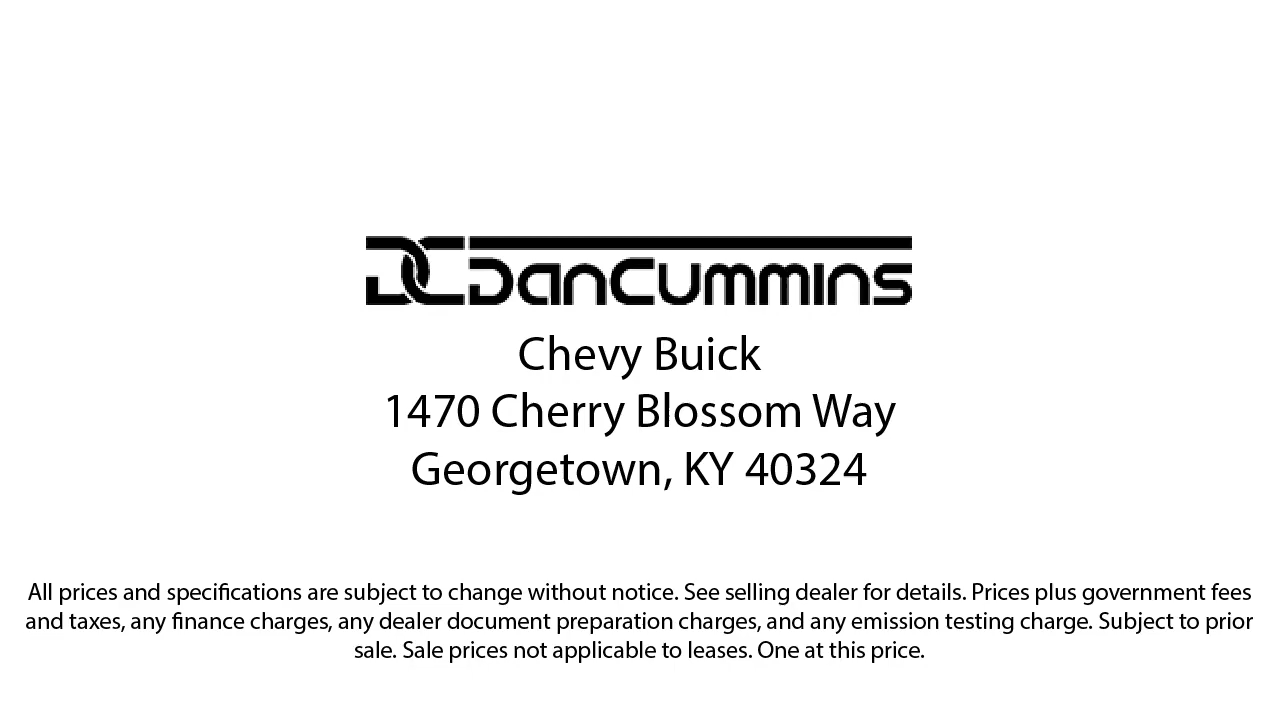 DC DanCummins
Chevy Buick
1470 Cherry Blossom Way
Georgetown, KY 40324
All prices and specifications are subject to change without notice. See selling dealer for details. Prices plus government fees
and taxes, any finance charges, any dealer document preparation charges, and any emission testing charge. Subject to prior
sale. Sale prices not applicable to leases. One at this price.